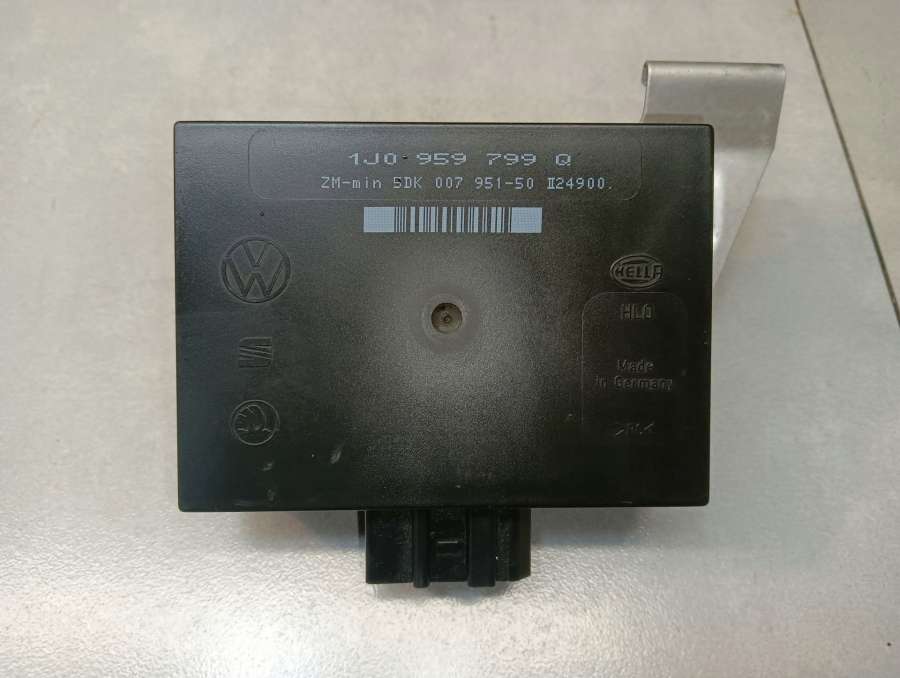 1J0 959 799 Q
ZM-min 5DK 007 951-50 II24900.
HELLA
HLO
Made
in Germany